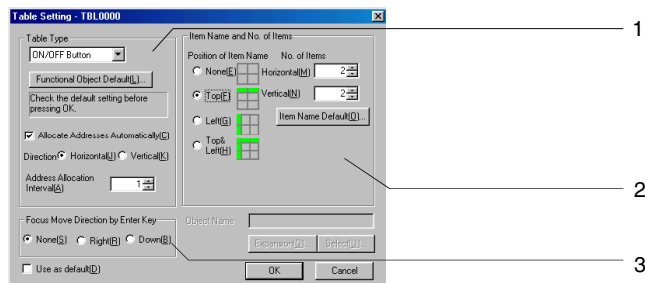 Table Setting - TBL0000
Table Type
ON/OFF Button
Functional Object Default(L)...
Check the default setting before
pressing OK.
Allocate Addresses Automatically(C)
Direction Horizontal(J) Vertical(K)
Address Allocation
Interval(A) 1
Focus Move Direction by Enter Key
None(S) Right(R) Down(B)
Use as default(D)
Item Name and No. of Items
Position of Item Name No. of Items
None(E) Horizontal(M) 2
Top(F) Vertical(N) 2
Item Name Default(O)...
Left(G)
Top&
Left(H)
Object Name
Expansion(Q)... Select(U)...
OK Cancel
1
2
3